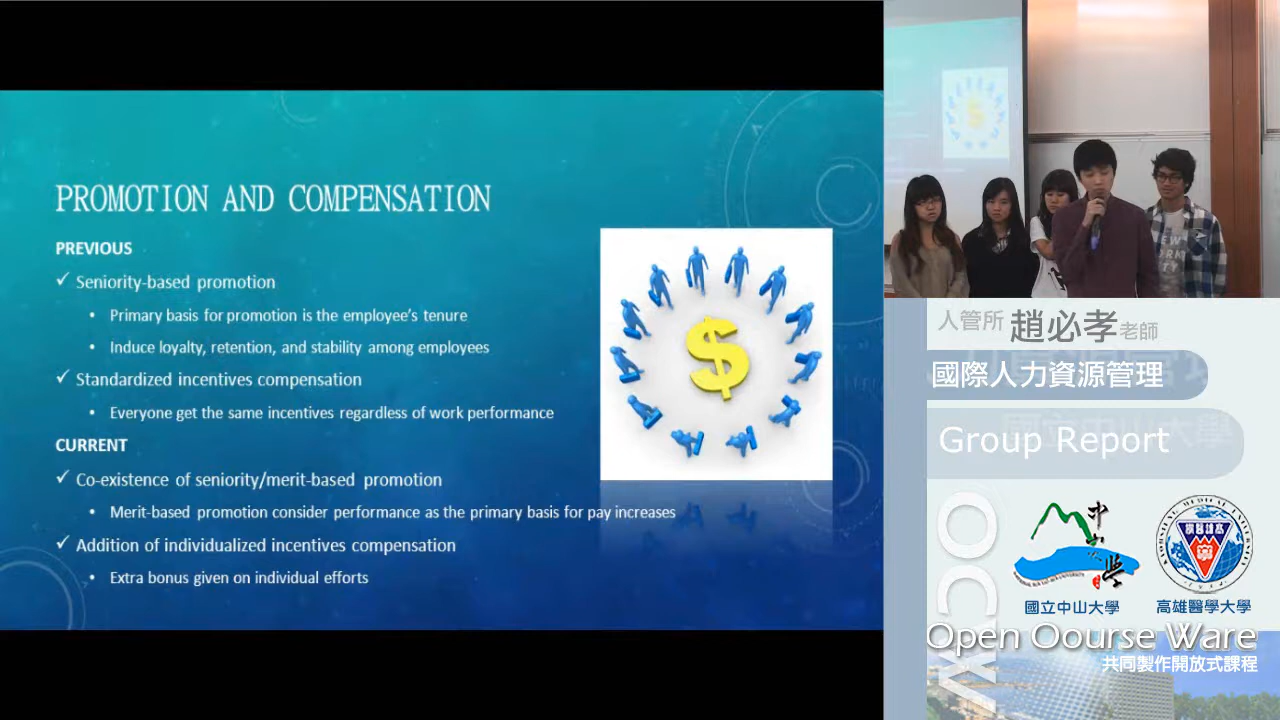 PROMOTION AND COMPENSATION
PREVIOUS
✓ Seniority-based promotion
• Primary basis for promotion is the employee's tenure
• Induce loyalty, retention, and stability among employees
✓ Standardized incentives compensation
• Everyone get the same incentives regardless of work performance
CURRENT
✓ Co-existence of seniority/merit-based promotion
• Merit-based promotion consider performance as the primary basis for pay increases
✓ Addition of individualized incentives compensation
• Extra bonus given on individual efforts
NEW
人管所 趙必孝老師
國際人力資源管理
Group Report
OCW
中山大學
國立中山大學
高雄醫學大學
Open Oourse Ware
共同製作開放式課程